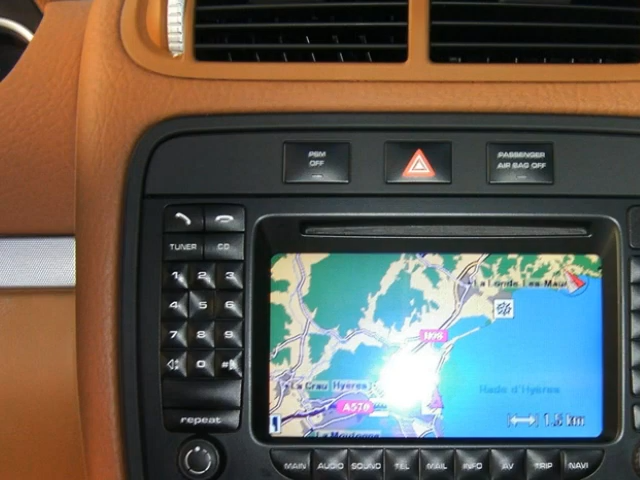 PSM
OFF
PASSENGER
AIR BAG OFF
TUNER CD
1 2 3
4 5 6
7 8 9
0
repeat
La Londe Les-Mau
N98
La Crau Hyeres
A570
Rade d'Hyères
1.5 km
MAIN AUDIO SOUND TEL MAIL INFO AV TRIP NAVI